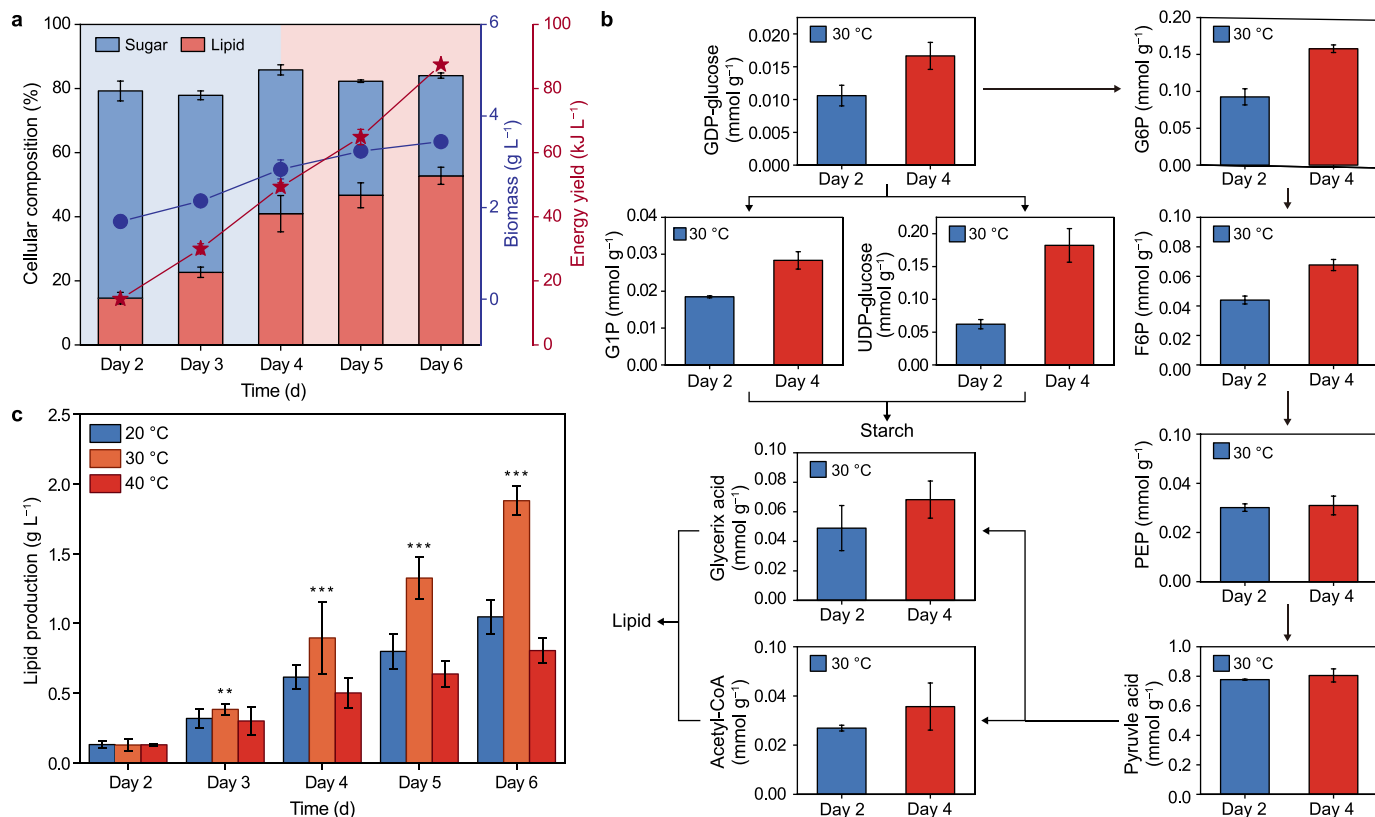 a
100
80
60
40
20
0
Cellular composition (%)
Sugar
Lipid
Day 2
Day 3
Day 4
Day 5
Day 6
Time (d)
6
4
2
0
Biomass (g L–1)
100
80
60
40
20
0
Energy yield (kJ L–1)
b
GDP-glucose
(mmol g–1)
0.020
0.015
0.010
0.005
0.000
30 °C
Day 2
Day 4
G6P (mmol g–1)
0.20
0.15
0.10
0.05
0.00
30 °C
Day 2
Day 4
G1P (mmol g–1)
0.04
0.03
0.02
0.01
0.00
30 °C
Day 2
Day 4
UDP-glucose
(mmol g–1)
0.20
0.15
0.10
0.05
0.00
30 °C
Day 2
Day 4
F6P (mmol g–1)
0.10
0.08
0.06
0.04
0.02
0.00
30 °C
Day 2
Day 4
Starch
Glycerix acid
(mmol g–1)
0.10
0.08
0.06
0.04
0.02
0.00
30 °C
Day 2
Day 4
PEP (mmol g–1)
0.10
0.06
0.04
0.02
0.00
30 °C
Day 2
Day 4
Lipid
Acetyl-CoA
(mmol g–1)
0.10
0.04
0.02
0.00
30 °C
Day 2
Day 4
Pyruvle acid
(mmol g–1)
1.0
0.8
0.6
0.4
0.2
0.0
30 °C
Day 2
Day 4
c
Lipid production (g L–1)
2.5
2.0
1.5
1.0
0.5
0.0
20 °C
30 °C
40 °C
**
***
***
***
Day 2
Day 3
Day 4
Day 5
Day 6
Time (d)